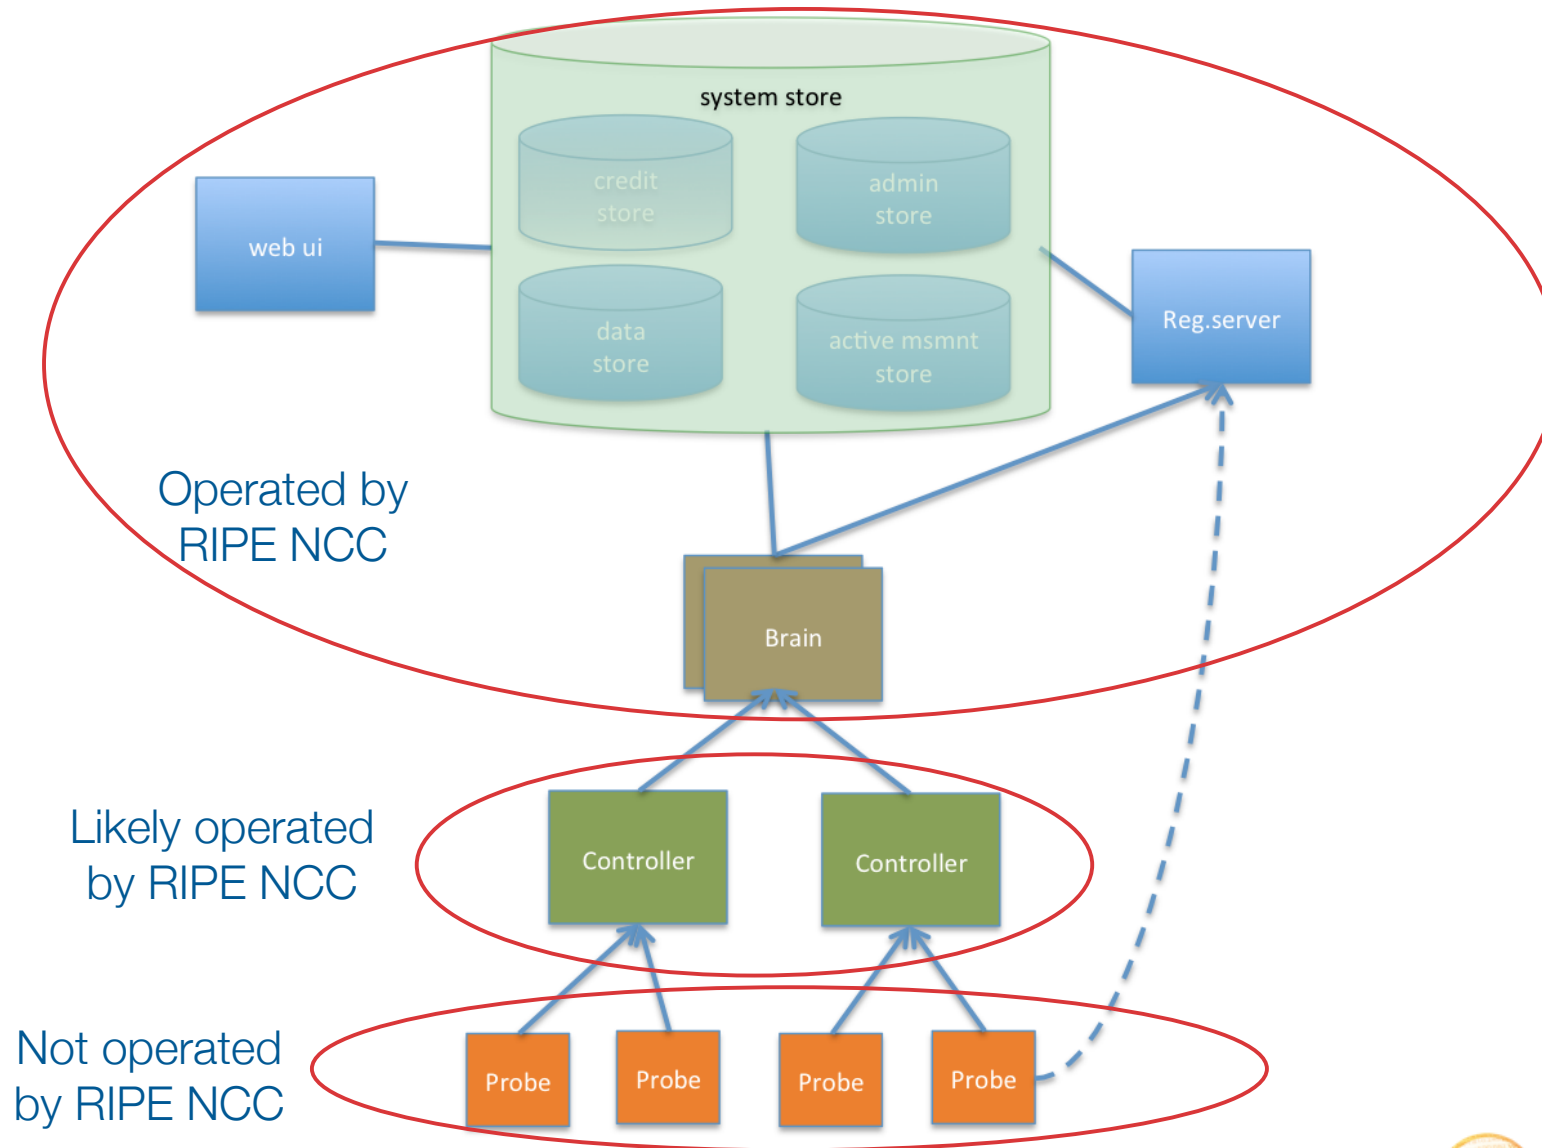 system store
credit
store
admin
store
web ui
data
store
active msmnt
store
Reg.server
Operated by
RIPE NCC
Brain
Likely operated
by RIPE NCC
Controller
Controller
Not operated
by RIPE NCC
Probe
Probe
Probe
Probe